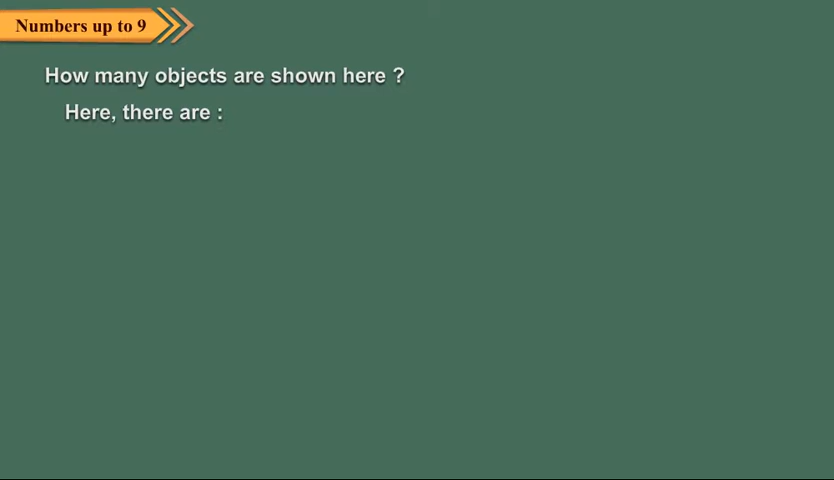 Numbers up to 9
How many objects are shown here ?
Here, there are :